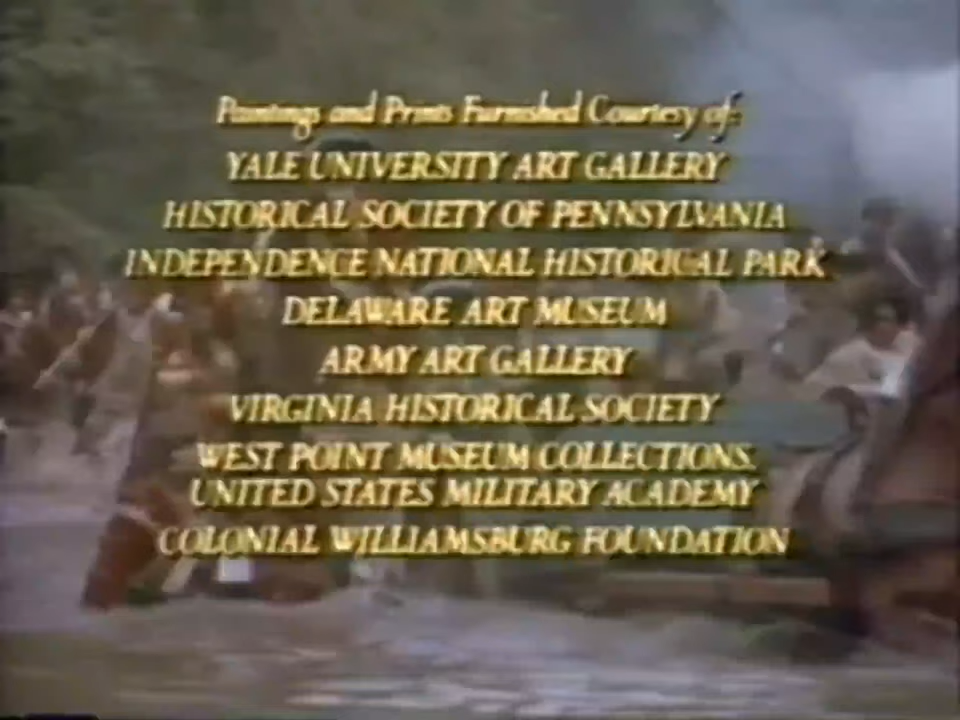 Paintings and Prints Furnished Courtesy of:
YALE UNIVERSITY ART GALLERY
HISTORICAL SOCIETY OF PENNSYLVANIA
INDEPENDENCE NATIONAL HISTORICAL PARK
DELAWARE ART MUSEUM
ARMY ART GALLERY
VIRGINIA HISTORICAL SOCIETY
WEST POINT MUSEUM COLLECTIONS,
UNITED STATES MILITARY ACADEMY
COLONIAL WILLIAMSBURG FOUNDATION